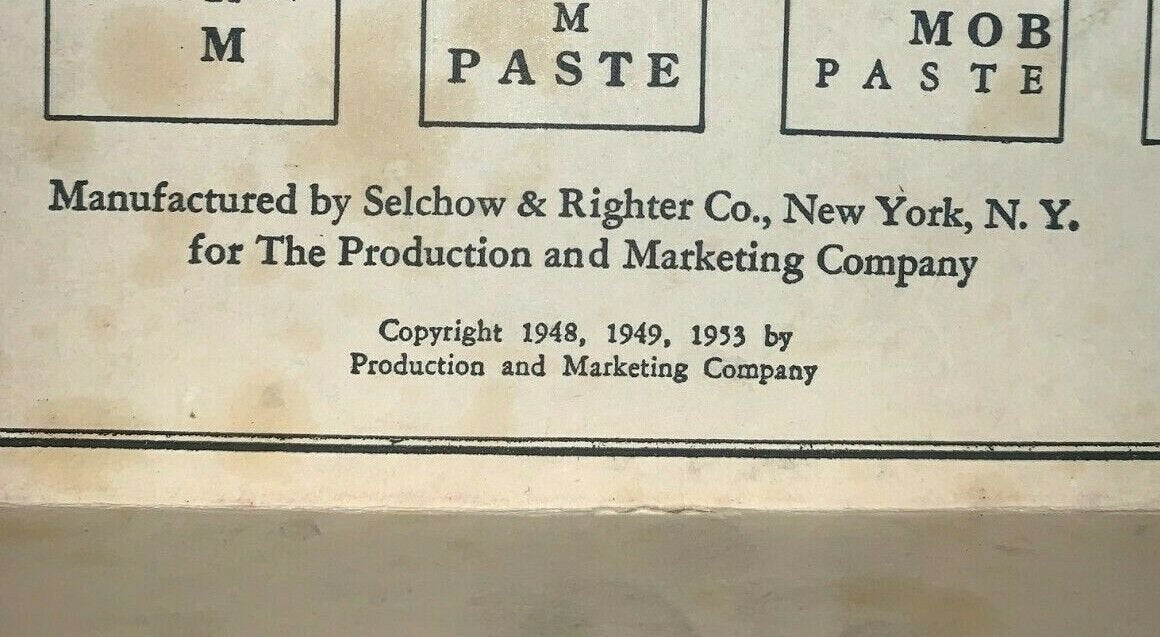 M
M
PASTE
MOB
PASTE
Manufactured by Selchow & Righter Co., New York, N. Y.
for The Production and Marketing Company
Copyright 1948, 1949, 1953 by
Production and Marketing Company